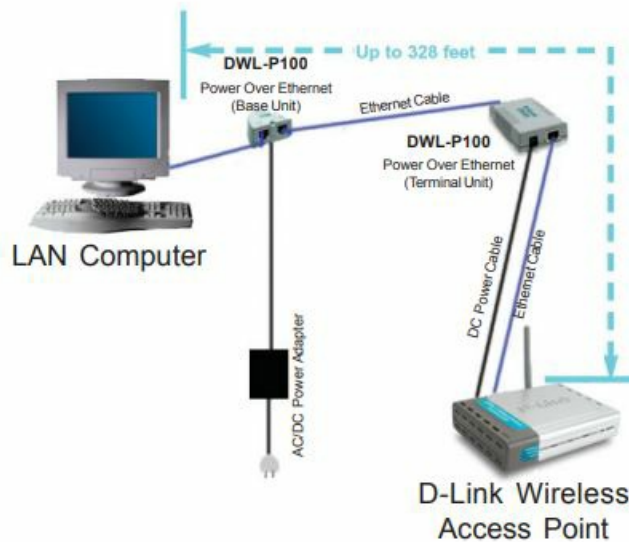 Up to 328 feet
DWL-P100
Power Over Ethernet
(Base Unit)
Ethernet Cable
DWL-P100
Power Over Ethernet
(Terminal Unit)
LAN Computer
DC Power Cable
Ethernet Cable
AC/DC Power Adapter
D-Link
D-Link Wireless
Access Point